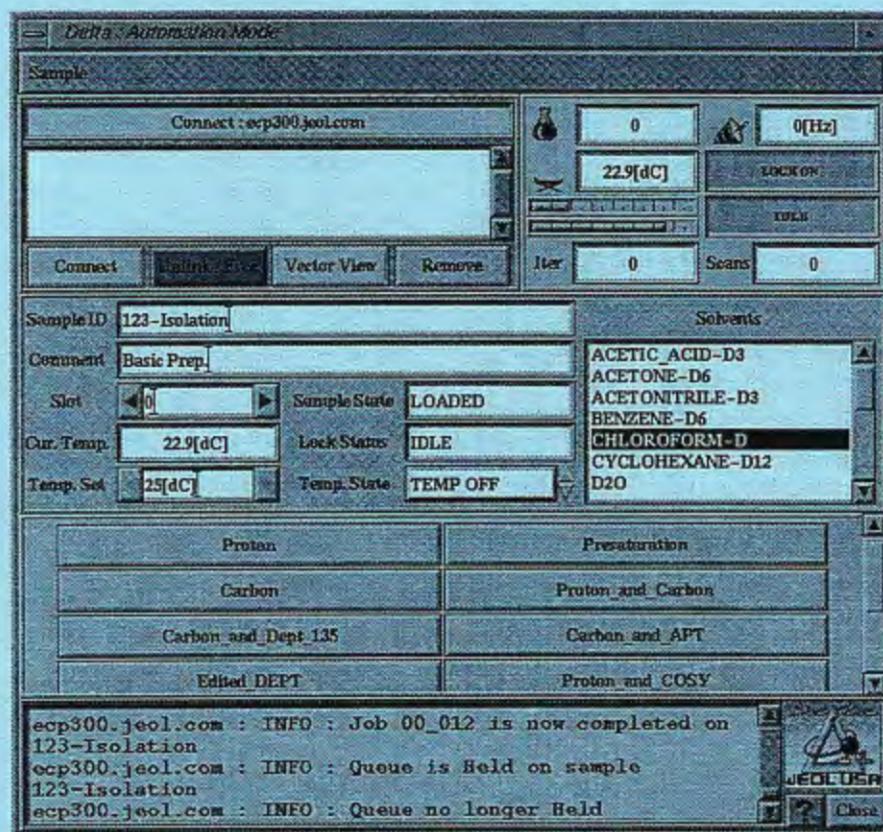 Delta : Automation Mode
Sample
Connect : ecp300.jeol.com
0
0[Hz]
22.9[dC]
LOCK ON
IDLE
Connect
Vector View
Remove
Iter
0
Scans
0
Sample ID
123-Isolation
Comment
Basic Prep.
Slot
0
Sample State
LOADED
Cur. Temp.
22.9[dC]
Lock Status
IDLE
Temp. Set
25[dC]
Temp. State
TEMP OFF
Solvents
ACETIC_ACID-D3
ACETONE-D6
ACETONITRILE-D3
BENZENE-D6
CHLOROFORM-D
CYCLOHEXANE-D12
D2O
Proton
Presaturation
Carbon
Proton_and_Carbon
Carbon_and_Dept_135
Carbon_and_APT
Edited_DEPT
Proton_and_COSY
ecp300.jeol.com : INFO : Job 00_012 is now completed on
123-Isolation
ecp300.jeol.com : INFO : Queue is Held on sample
123-Isolation
ecp300.jeol.com : INFO : Queue no longer Held
JEOL USA
?
Close